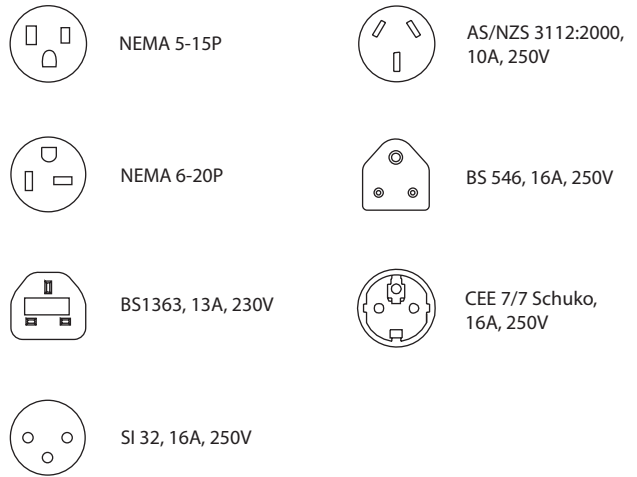 NEMA 5-15P
AS/NZS 3112:2000,
10A, 250V
NEMA 6-20P
BS 546, 16A, 250V
BS1363, 13A, 230V
CEE 7/7 Schuko,
16A, 250V
SI 32, 16A, 250V